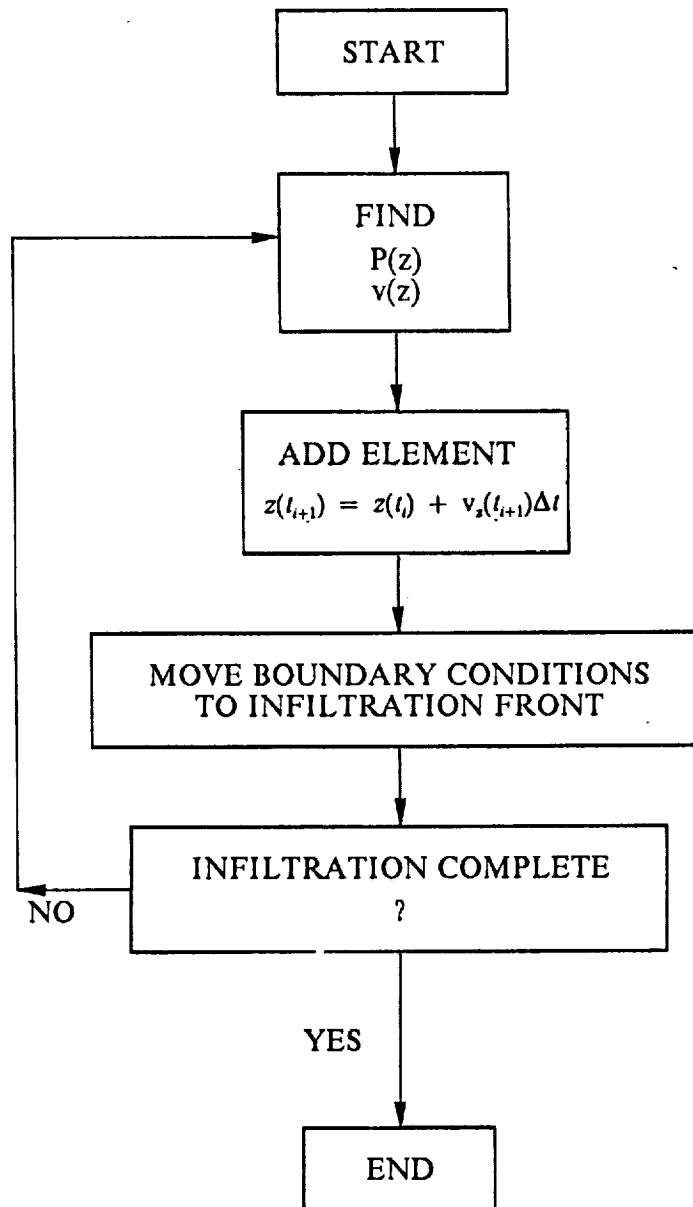 START
FIND
P(z)
v(z)
ADD ELEMENT
z(t_{i+1}) = z(t_i) + v_z(t_{i+1})Δt
MOVE BOUNDARY CONDITIONS
TO INFILTRATION FRONT
INFILTRATION COMPLETE
?
NO
YES
END